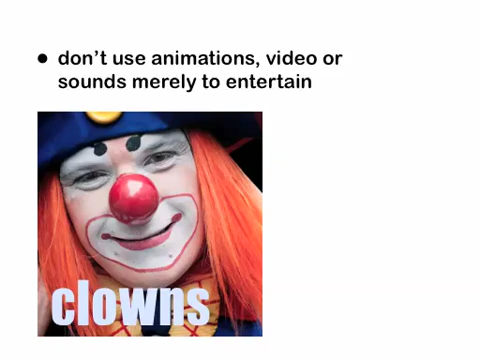 • don’t use animations, video or
sounds merely to entertain
clowns